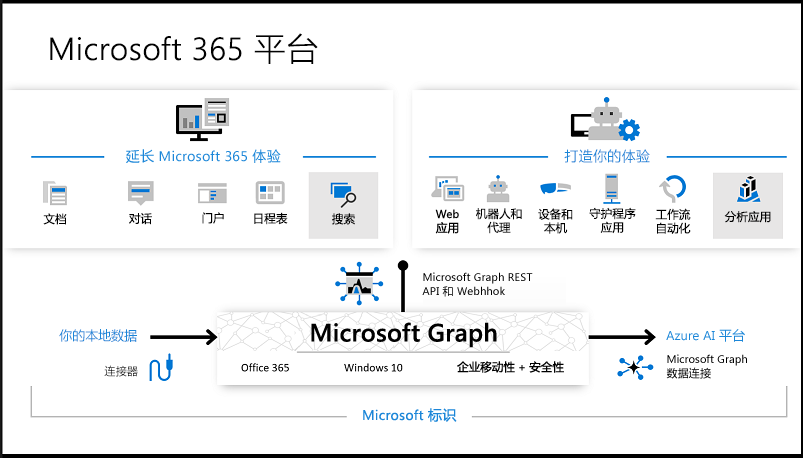 Microsoft 365 平台
延长 Microsoft 365 体验
文档
对话
门户
日程表
搜索
打造你的体验
Web
应用
机器人和
代理
设备和
本机
守护程序
应用
工作流
自动化
分析应用
Microsoft Graph REST
API 和 Webhhok
你的本地数据
连接器
Microsoft Graph
Office 365
Windows 10
企业移动性 + 安全性
Azure AI 平台
Microsoft Graph
数据连接
Microsoft 标识